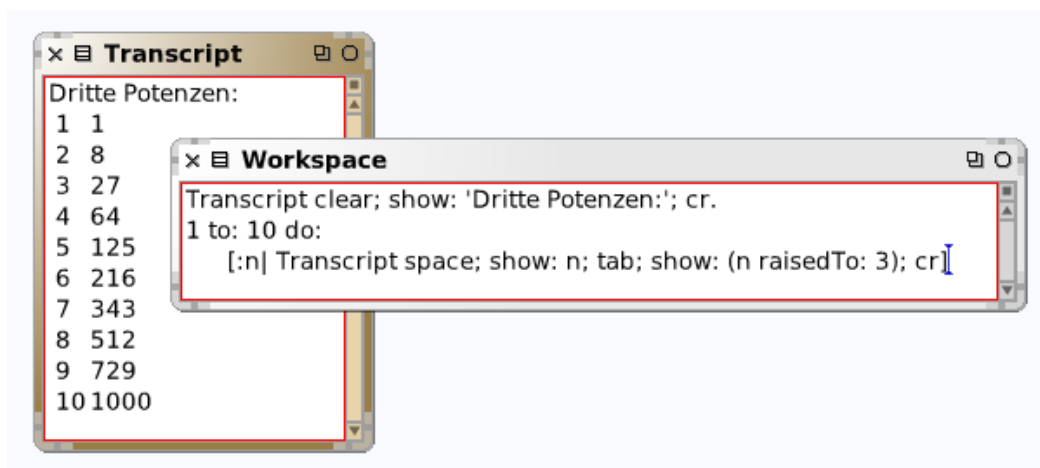 Transcript
Dritte Potenzen:
1 1
2 8
3 27
4 64
5 125
6 216
7 343
8 512
9 729
10 1000
Workspace
Transcript clear; show: 'Dritte Potenzen:'; cr.
1 to: 10 do:
[:n| Transcript space; show: n; tab; show: (n raisedTo: 3); cr]